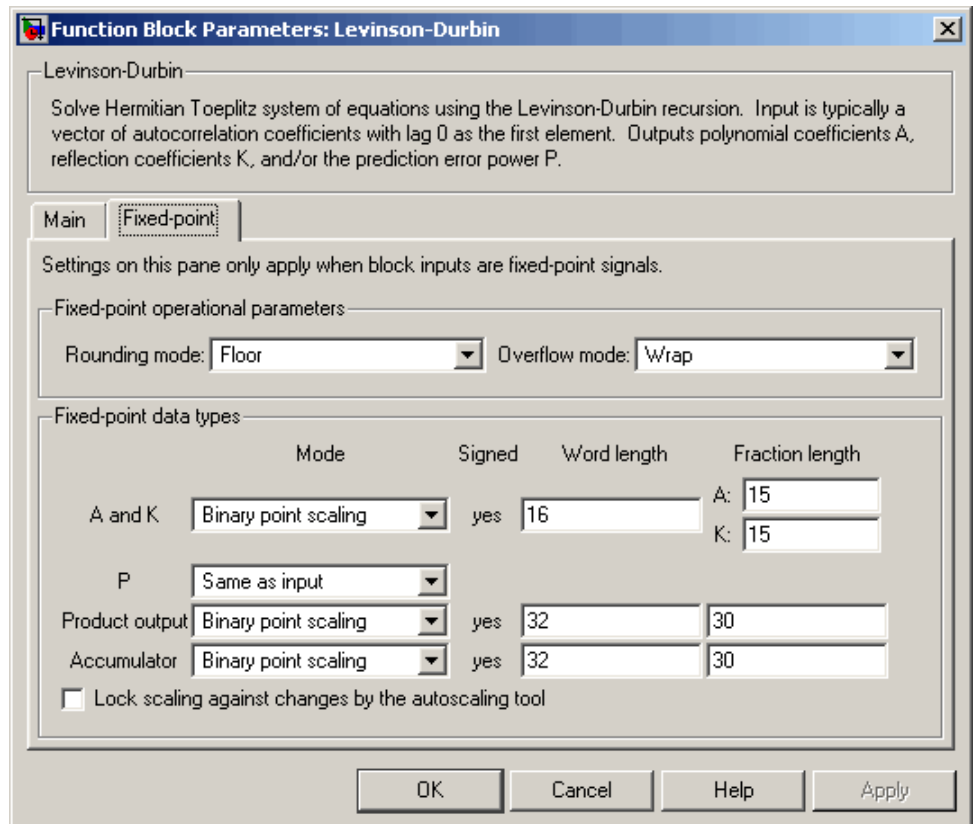 Function Block Parameters: Levinson-Durbin
Levinson-Durbin
Solve Hermitian Toeplitz system of equations using the Levinson-Durbin recursion. Input is typically a
vector of autocorrelation coefficients with lag 0 as the first element. Outputs polynomial coefficients A,
reflection coefficients K, and/or the prediction error power P.
Main Fixed-point
Settings on this pane only apply when block inputs are fixed-point signals.
Fixed-point operational parameters
Rounding mode: Floor Overflow mode: Wrap
Fixed-point data types
Mode Signed Word length Fraction length
A and K Binary point scaling yes 16 A: 15
K: 15
P Same as input
Product output Binary point scaling yes 32 30
Accumulator Binary point scaling yes 32 30
Lock scaling against changes by the autoscaling tool
OK Cancel Help Apply